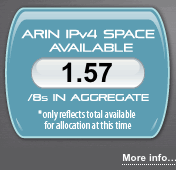 ARIN IPv4 SPACE
AVAILABLE
1.57
/8s IN AGGREGATE
*only reflects total available
for allocation at this time
More info...